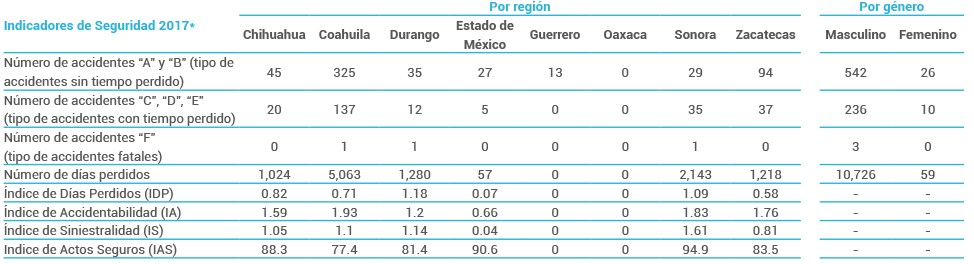 Por región Por género
Indicadores de Seguridad 2017* Chihuahua Coahuila Durango Estado de México Guerrero Oaxaca Sonora Zacatecas Masculino Femenino
Número de accidentes “A” y “B” (tipo de
accidentes sin tiempo perdido) 45 325 35 27 13 0 29 94 542 26
Número de accidentes “C”, “D”, “E”
(tipo de accidentes con tiempo perdido) 20 137 12 5 0 0 35 37 236 10
Número de accidentes “F”
(tipo de accidentes fatales) 0 1 1 0 0 0 1 0 3 0
Número de días perdidos 1,024 5,063 1,280 57 0 0 2,143 1,218 10,726 59
Índice de Días Perdidos (IDP) 0.82 0.71 1.18 0.07 0 0 1.09 0.58 - -
Índice de Accidentabilidad (IA) 1.59 1.93 1.2 0.66 0 0 1.83 1.76 - -
Índice de Siniestralidad (IS) 1.05 1.1 1.14 0.04 0 0 1.61 0.81 - -
Indice de Actos Seguros (IAS) 88.3 77.4 81.4 90.6 0 0 94.9 83.5 - -